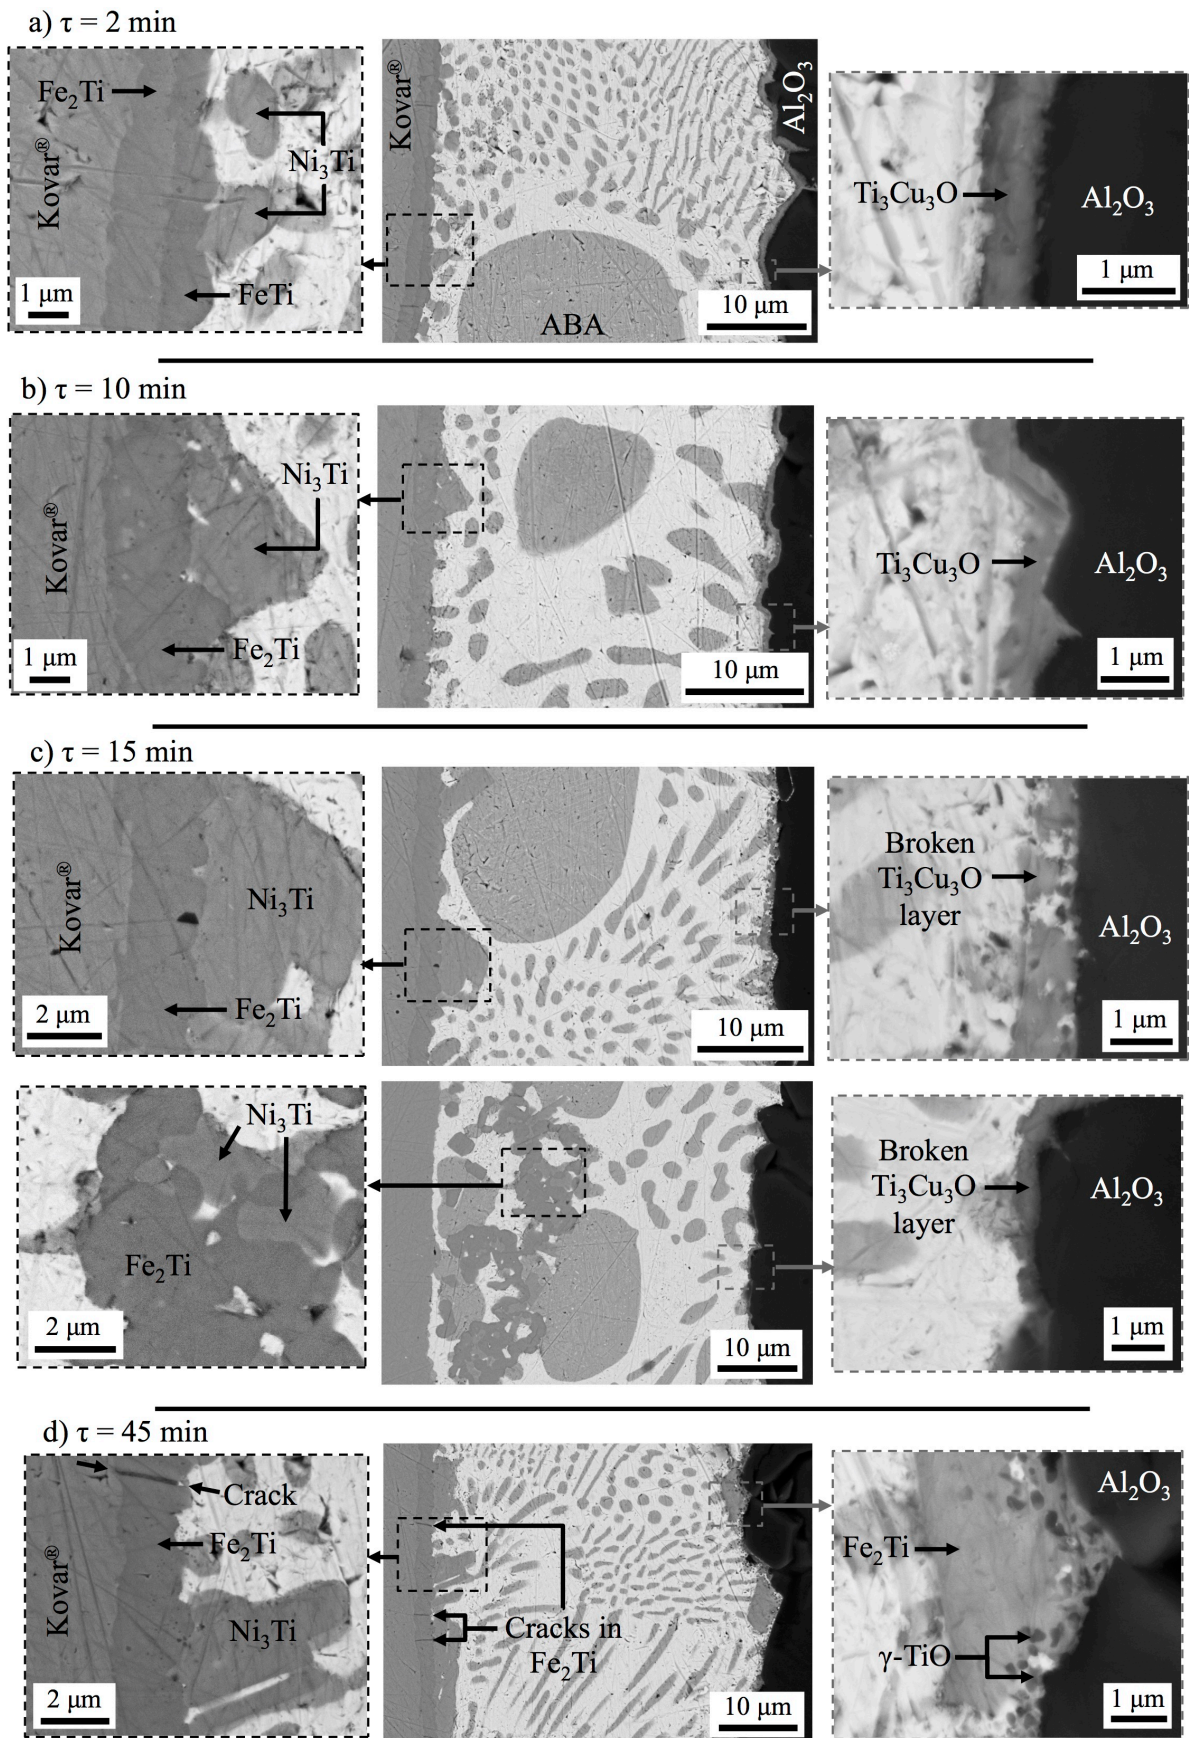 a) τ = 2 min
Fe₂Ti
Kovar®
Ni₃Ti
FeTi
1 μm
Kovar®
Al₂O₃
ABA
10 μm
Ti₃Cu₃O
Al₂O₃
1 μm
b) τ = 10 min
Ni₃Ti
Kovar®
Fe₂Ti
1 μm
10 μm
Ti₃Cu₃O
Al₂O₃
1 μm
c) τ = 15 min
Kovar®
Ni₃Ti
Fe₂Ti
2 μm
10 μm
Broken
Ti₃Cu₃O
layer
Al₂O₃
1 μm
Ni₃Ti
Fe₂Ti
2 μm
10 μm
Broken
Ti₃Cu₃O
layer
Al₂O₃
1 μm
d) τ = 45 min
Crack
Fe₂Ti
Kovar®
Ni₃Ti
2 μm
Cracks in
Fe₂Ti
10 μm
Al₂O₃
Fe₂Ti
γ-TiO
1 μm